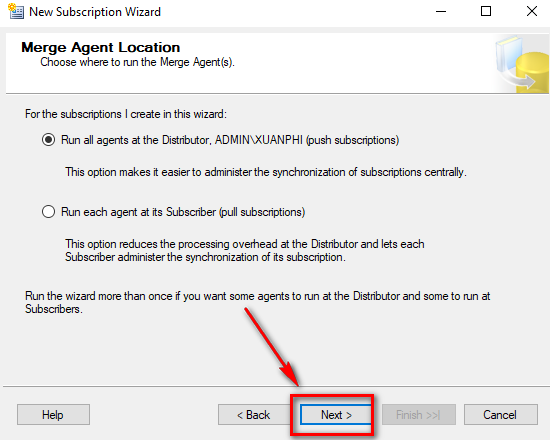 New Subscription Wizard
Merge Agent Location
Choose where to run the Merge Agent(s).
For the subscriptions I create in this wizard:
Run all agents at the Distributor, ADMIN\XUANPHI (push subscriptions)
This option makes it easier to administer the synchronization of subscriptions centrally.
Run each agent at its Subscriber (pull subscriptions)
This option reduces the processing overhead at the Distributor and lets each
Subscriber administer the synchronization of its subscription.
Run the wizard more than once if you want some agents to run at the Distributor and some to run at
Subscribers.
Help
< Back
Next >
Finish >>|
Cancel